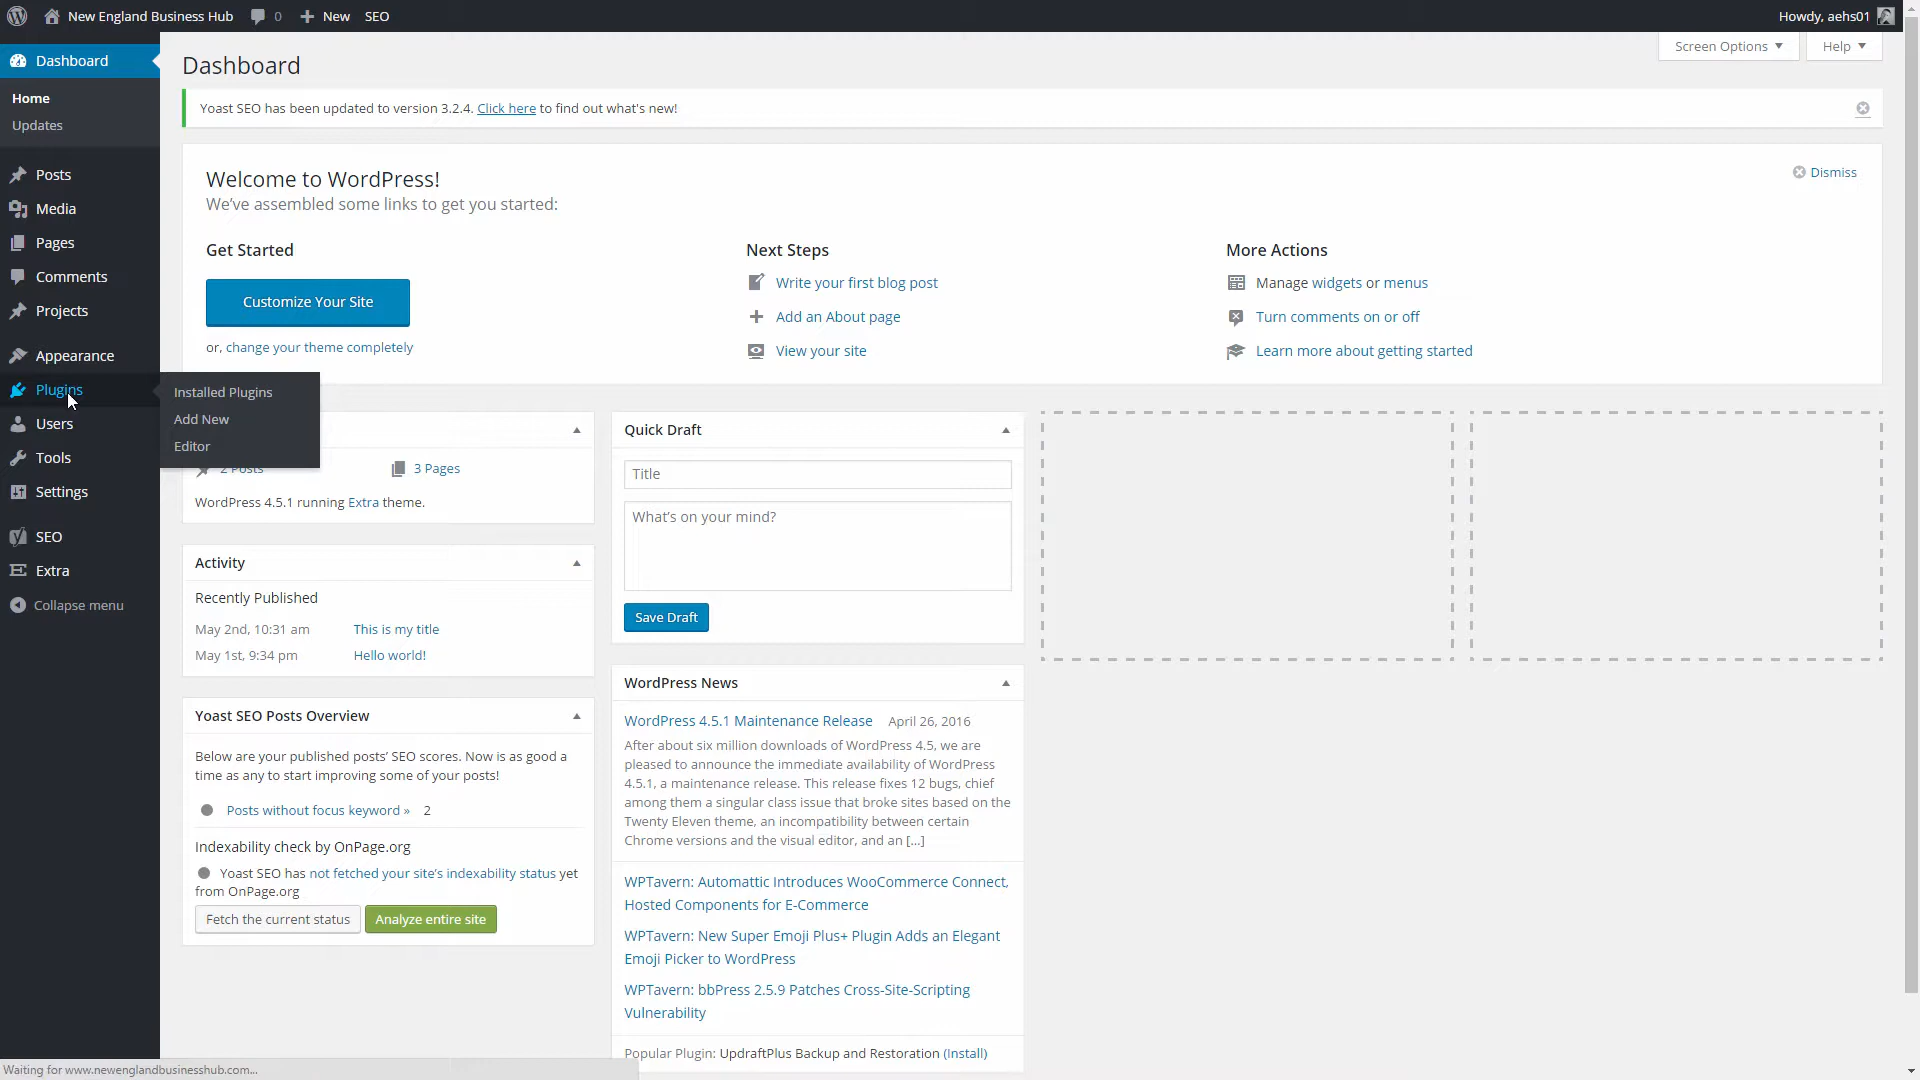 New England Business Hub
0
New
SEO
Howdy, aehs01
Dashboard
Home
Updates
Posts
Media
Pages
Comments
Projects
Appearance
Plugins
Users
Tools
Settings
SEO
Extra
Collapse menu
Installed Plugins
Add New
Editor
Dashboard
Screen Options
Help
Yoast SEO has been updated to version 3.2.4. Click here to find out what's new!
Welcome to WordPress!
We've assembled some links to get you started:
Dismiss
Get Started
Customize Your Site
or, change your theme completely
Next Steps
Write your first blog post
Add an About page
View your site
More Actions
Manage widgets or menus
Turn comments on or off
Learn more about getting started
2 Posts
3 Pages
WordPress 4.5.1 running Extra theme.
Activity
Recently Published
May 2nd, 10:31 am This is my title
May 1st, 9:34 pm Hello world!
Yoast SEO Posts Overview
Below are your published posts' SEO scores. Now is as good a
time as any to start improving some of your posts!
Posts without focus keyword » 2
Indexability check by OnPage.org
Yoast SEO has not fetched your site's indexability status yet
from OnPage.org
Fetch the current status
Analyze entire site
Quick Draft
Title
What's on your mind?
Save Draft
WordPress News
WordPress 4.5.1 Maintenance Release April 26, 2016
After about six million downloads of WordPress 4.5, we are
pleased to announce the immediate availability of WordPress
4.5.1, a maintenance release. This release fixes 12 bugs, chief
among them a singular class issue that broke sites based on the
Twenty Eleven theme, an incompatibility between certain
Chrome versions and the visual editor, and an [...]
WPTavern: Automattic Introduces WooCommerce Connect,
Hosted Components for E-Commerce
WPTavern: New Super Emoji Plus+ Plugin Adds an Elegant
Emoji Picker to WordPress
WPTavern: bbPress 2.5.9 Patches Cross-Site-Scripting
Vulnerability
Popular Plugin: UpdraftPlus Backup and Restoration (Install)
Waiting for www.newenglandbusinesshub.com...